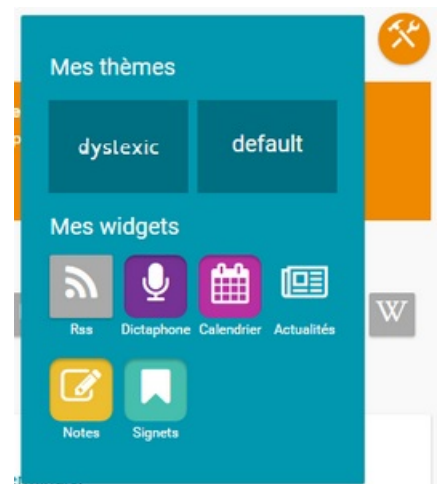 Mes thèmes
dyslexic default
Mes widgets
Rss Dictaphone Calendrier Actualités
W
Notes Signets